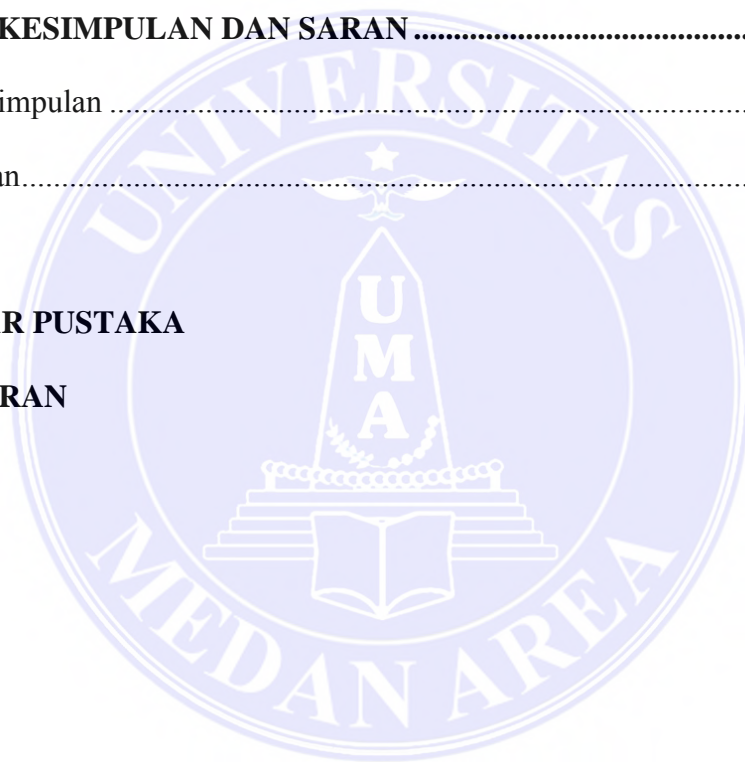 KESIMPULAN DAN SARAN ..........................................
impulan ................................................................................
an...........................................................................................
R PUSTAKA
RAN
UNIVERSITAS
UMA
MEDAN AREA